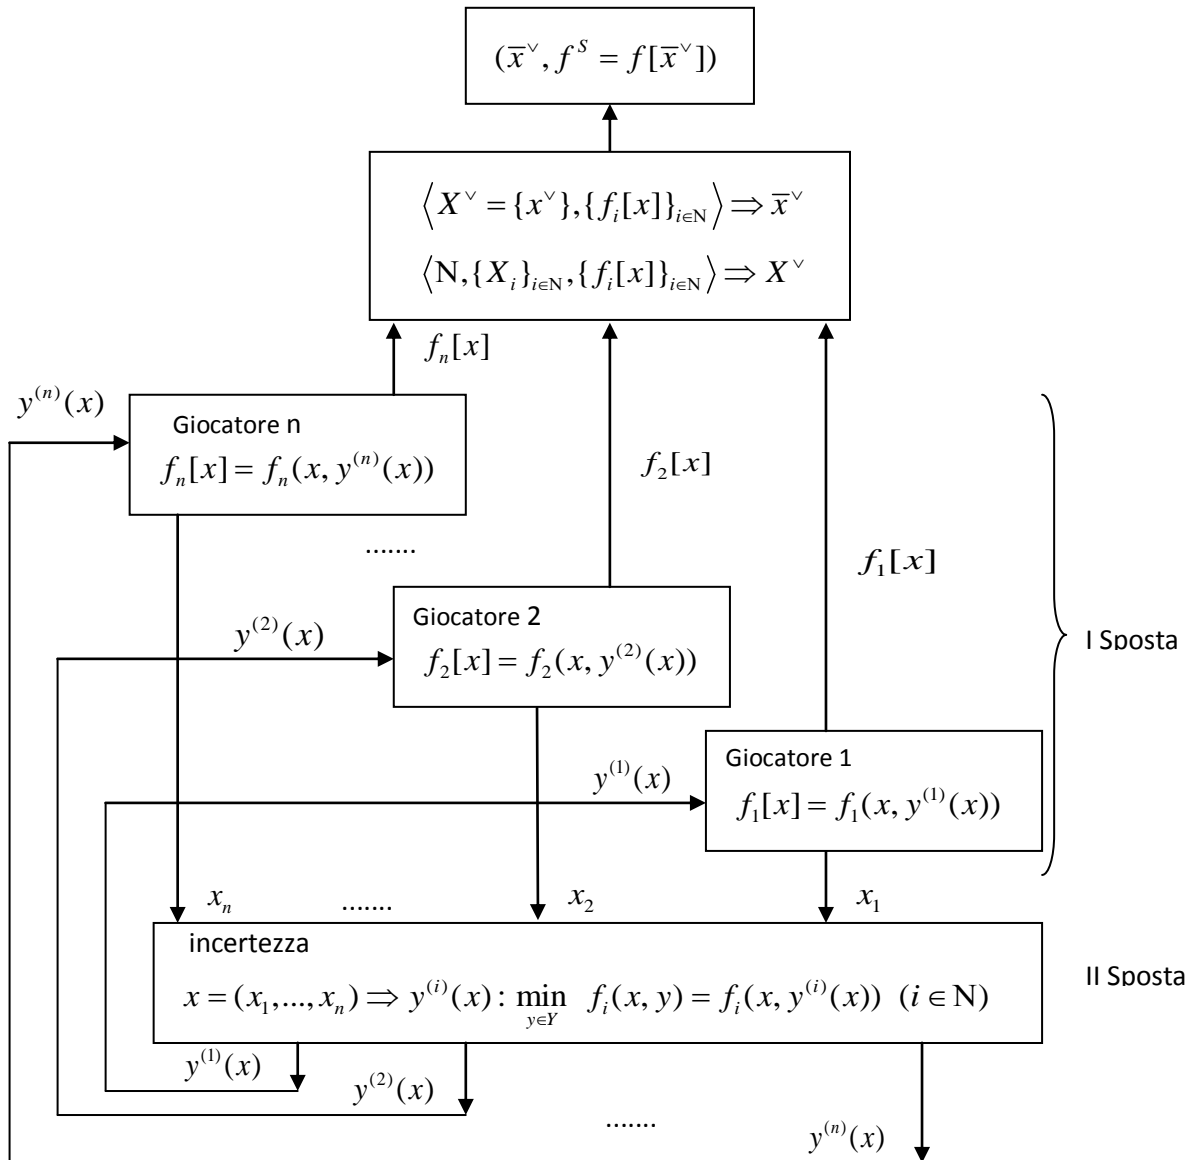 (x̅^∨, f^S = f[x̅^∨])
⟨X^∨ = {x^∨}, {f_i[x]}_{i∈N}⟩ ⇒ x̅^∨
⟨N, {X_i}_{i∈N}, {f_i[x]}_{i∈N}⟩ ⇒ X^∨
f_n[x]
y^{(n)}(x)
Giocatore n
f_n[x] = f_n(x, y^{(n)}(x))
f_2[x]
.......
f_1[x]
Giocatore 2
y^{(2)}(x)
f_2[x] = f_2(x, y^{(2)}(x))
I Sposta
Giocatore 1
y^{(1)}(x)
f_1[x] = f_1(x, y^{(1)}(x))
x_n ....... x_2 x_1
incertezza
x = (x_1,..., x_n) ⇒ y^{(i)}(x): min_{y∈Y} f_i(x, y) = f_i(x, y^{(i)}(x)) (i ∈ N)
II Sposta
y^{(1)}(x)
y^{(2)}(x)
.......
y^{(n)}(x)